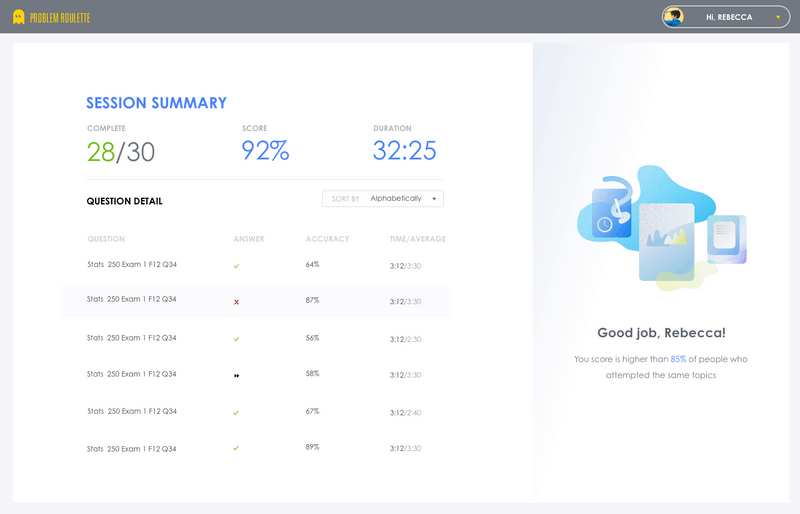 PROBLEM ROULETTE
Hi, REBECCA
SESSION SUMMARY
COMPLETE SCORE DURATION
28/30 92% 32:25
QUESTION DETAIL SORT BY Alphabetically
QUESTION ANSWER ACCURACY TIME/AVERAGE
Stats 250 Exam 1 F12 Q34 64% 3:12/3:30
Stats 250 Exam 1 F12 Q34 87% 3:12/3:30
Stats 250 Exam 1 F12 Q34 56% 3:12/2:30
Stats 250 Exam 1 F12 Q34 58% 3:12/3:30
Stats 250 Exam 1 F12 Q34 67% 3:12/2:40
Stats 250 Exam 1 F12 Q34 89% 3:12/3:30
Good job, Rebecca!
You score is higher than 85% of people who
attempted the same topics